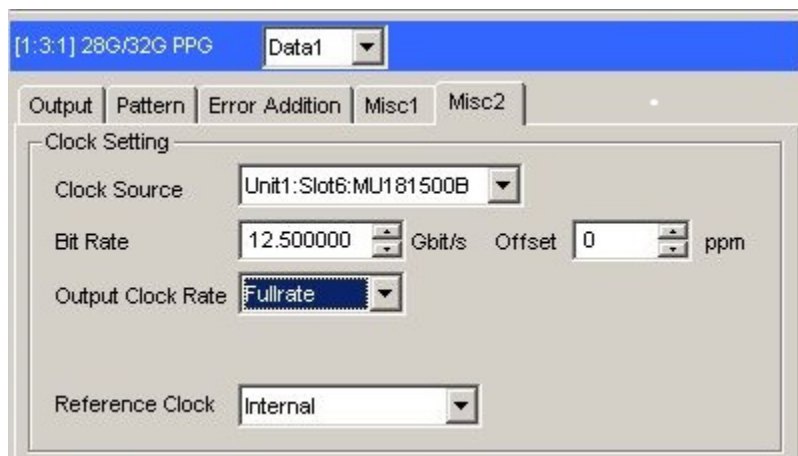 [1:3:1] 28G/32G PPG Data1
Output Pattern Error Addition Misc1 Misc2
Clock Setting
Clock Source Unit1:Slot6:MU181500B
Bit Rate 12.500000 Gbit/s Offset 0 ppm
Output Clock Rate Fullrate
Reference Clock Internal